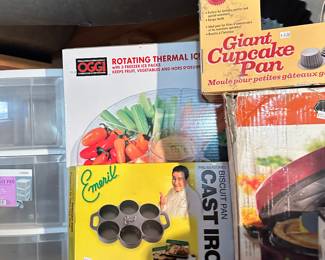 OGGI
ROTATING THERMAL IC
with 3 FREEZER ICE PACKS
KEEPS FRUIT, VEGETABLES AND HORS D'OEU
Giant
Cupcake
Pan
Moule pour petites gâteaux g
Emeril
BISCUIT PAN
CAST IRO